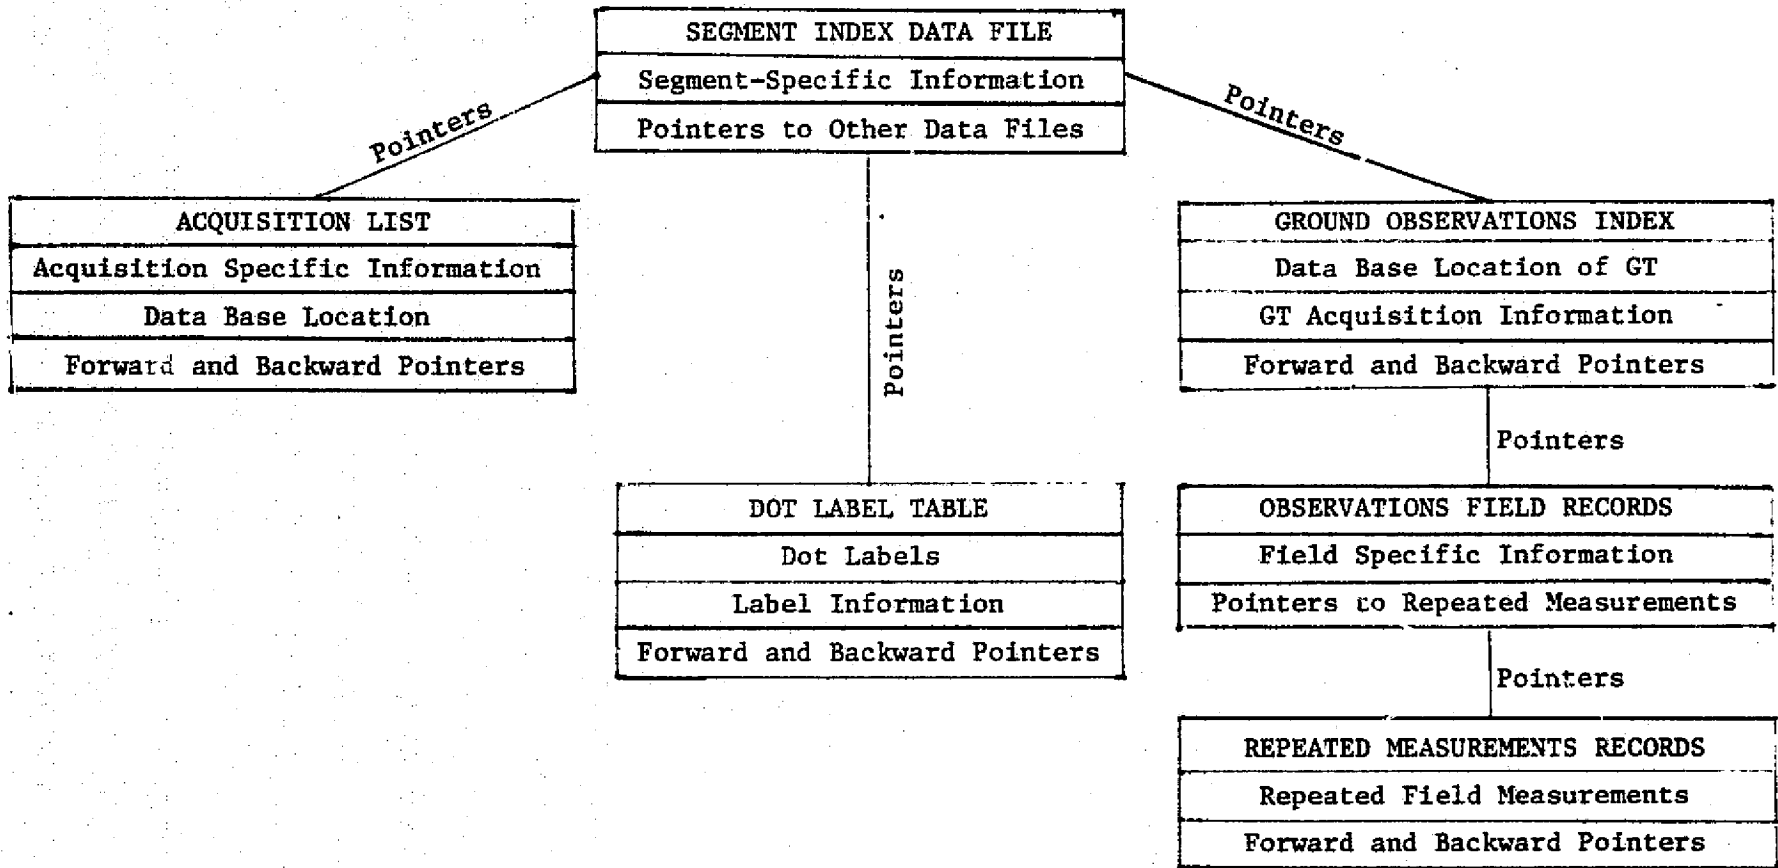 SEGMENT INDEX DATA FILE
Segment-Specific Information
Pointers to Other Data Files
Pointers
Pointers
Pointers
ACQUISITION LIST
Acquisition Specific Information
Data Base Location
Forward and Backward Pointers
GROUND OBSERVATIONS INDEX
Data Base Location of GT
GT Acquisition Information
Forward and Backward Pointers
Pointers
DOT LABEL TABLE
Dot Labels
Label Information
Forward and Backward Pointers
OBSERVATIONS FIELD RECORDS
Field Specific Information
Pointers to Repeated Measurements
Pointers
REPEATED MEASUREMENTS RECORDS
Repeated Field Measurements
Forward and Backward Pointers